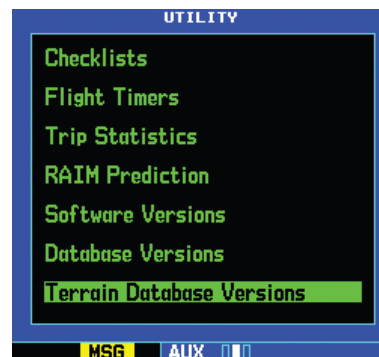 UTILITY
Checklists
Flight Timers
Trip Statistics
RAIM Prediction
Software Versions
Database Versions
Terrain Database Versions
MSG AUX